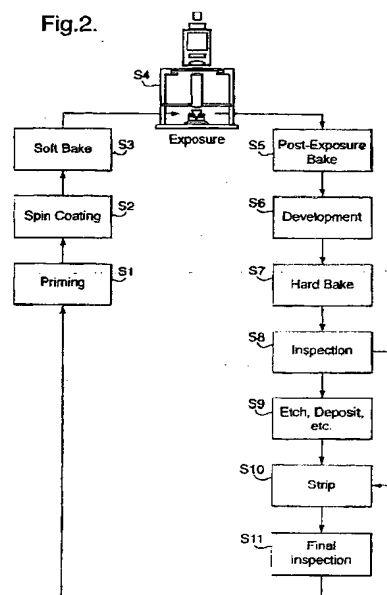 Fig.2.
S4
Exposure
Soft Bake
S3
Spin Coating
S2
Priming
S1
S5
Post-Exposure
Bake
S6
Development
S7
Hard Bake
S8
Inspection
S9
Etch, Deposit,
etc.
S10
Strip
S11
Final
inspection